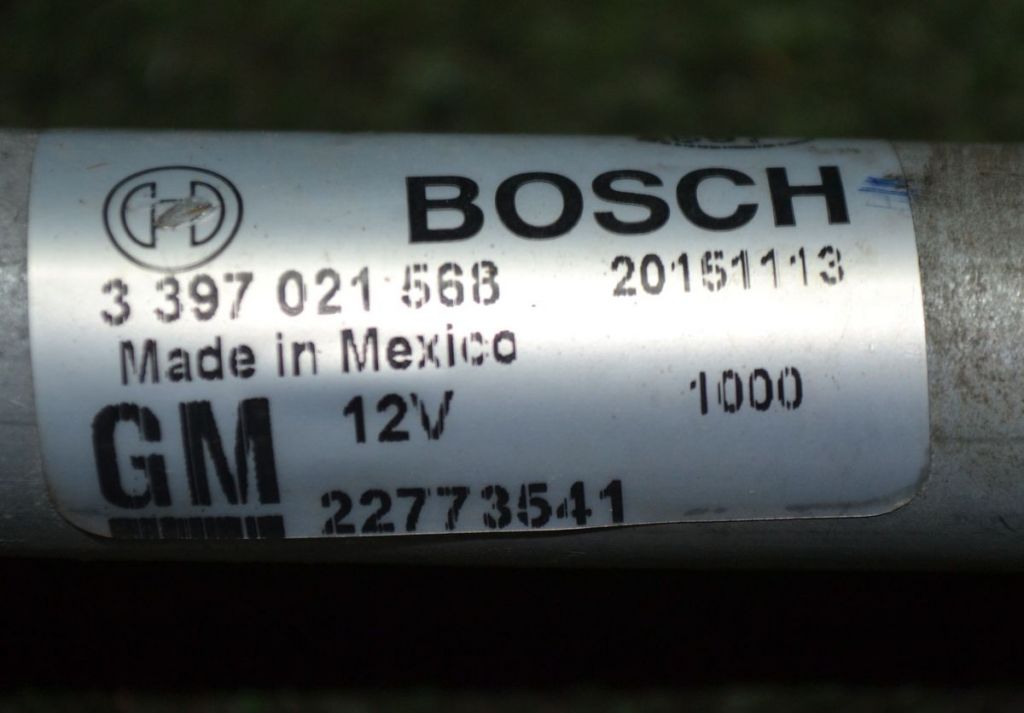 BOSCH
3 397 021 568 20151113
Made in Mexico
12V 1000
GM
22773541